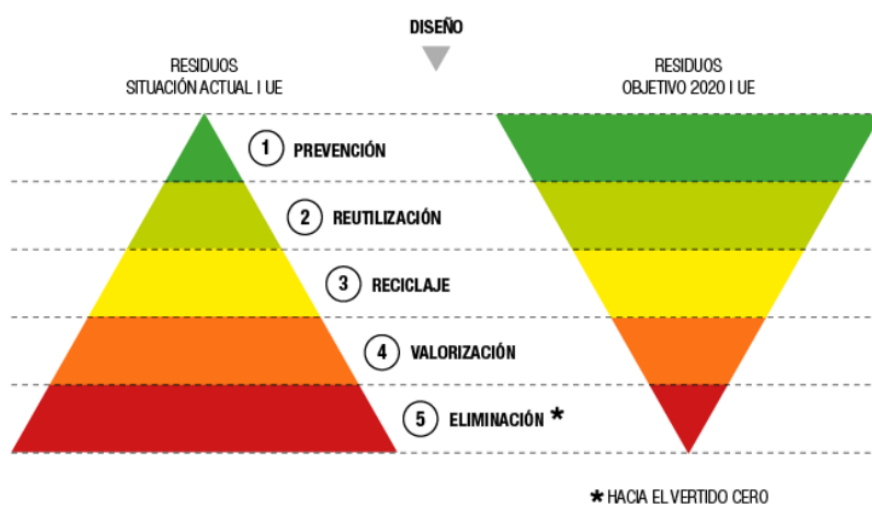 DISEÑO
RESIDUOS
SITUACIÓN ACTUAL I UE
RESIDUOS
OBJETIVO 2020 I UE
1 PREVENCIÓN
2 REUTILIZACIÓN
3 RECICLAJE
4 VALORIZACIÓN
5 ELIMINACIÓN *
* HACIA EL VERTIDO CERO